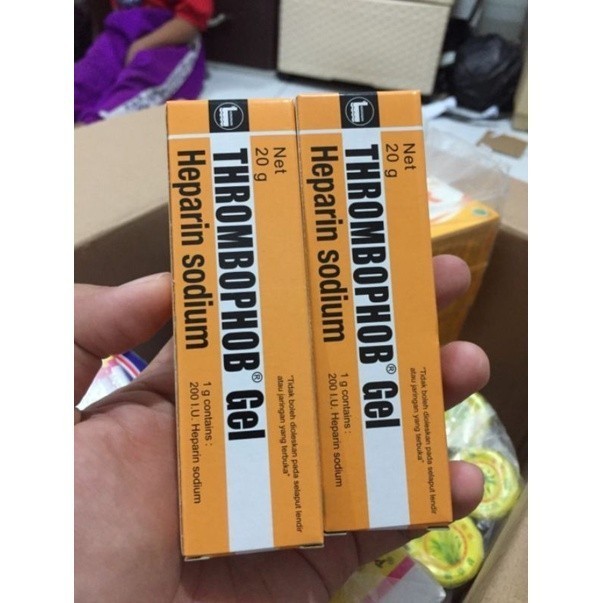 Net
20 g
THROMBOPHOB® Gel
Heparin sodium
1 g contains :
200 I.U. Heparin sodium
"Tidak boleh dioleskan pada selaput lendir
atau jaringan yang terbuka"
Net
20 g
THROMBOPHOB® Gel
Heparin sodium
1 g contains :
200 I.U. Heparin sodium
"Tidak boleh dioleskan pada selaput lendir
atau jaringan yang terbuka"